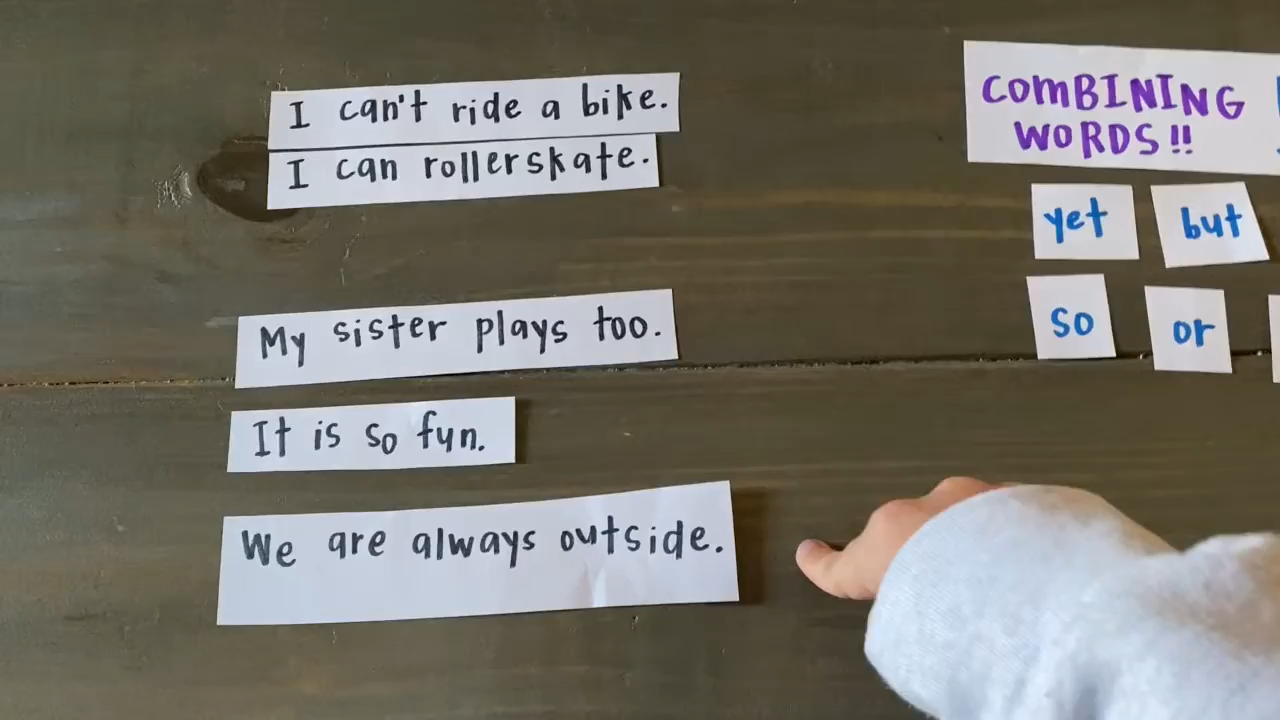 I can't ride a bike.
I can rollerskate.
My sister plays too.
It is so fun.
We are always outside.
COMBINING
WORDS!!
yet
but
so
or